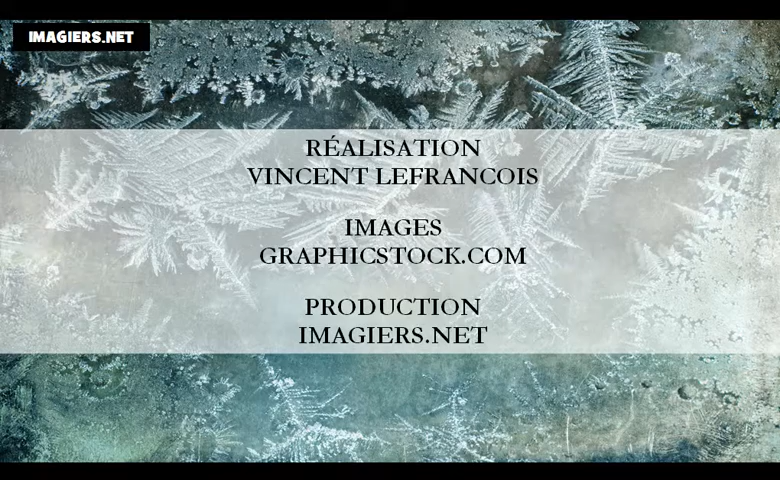 IMAGIERS.NET
RÉALISATION
VINCENT LEFRANCOIS
IMAGES
GRAPHICSTOCK.COM
PRODUCTION
IMAGIERS.NET